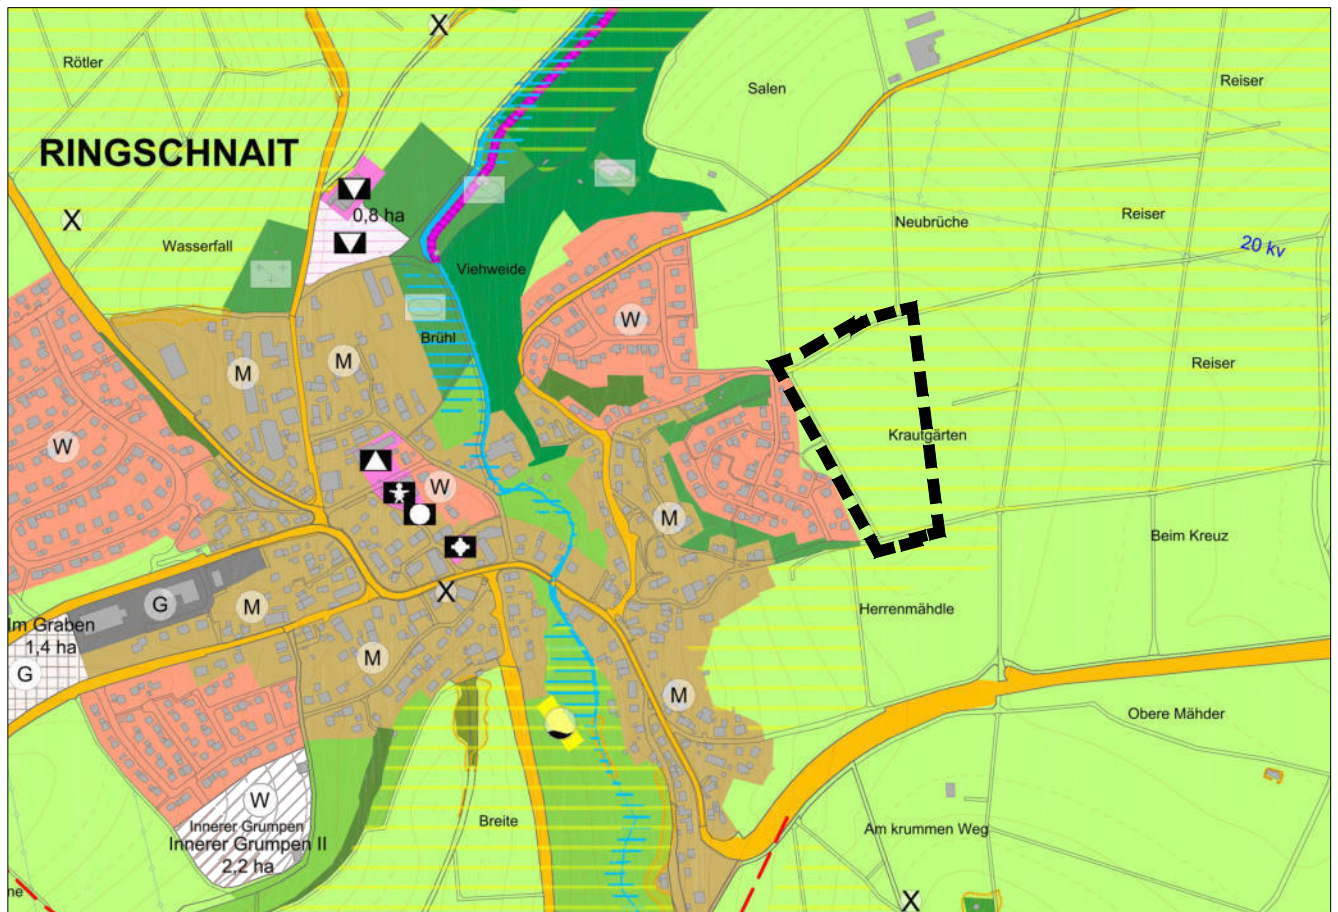 X
Rötler
Salen
Reiser
RINGSCHNAIT
0,8 ha
X
Neubrüche
Reiser
Wasserfall
20 kv
Viehweide
W
Brühl
M
M
Reiser
Krautgärten
W
W
M
Beim Kreuz
X
G
M
Herrenmähdle
Im Graben
1,4 ha
M
G
M
Obere Mähder
W
Innerer Grumpen
Innerer Grumpen II
2,2 ha
Breite
Am krummen Weg
ne
X